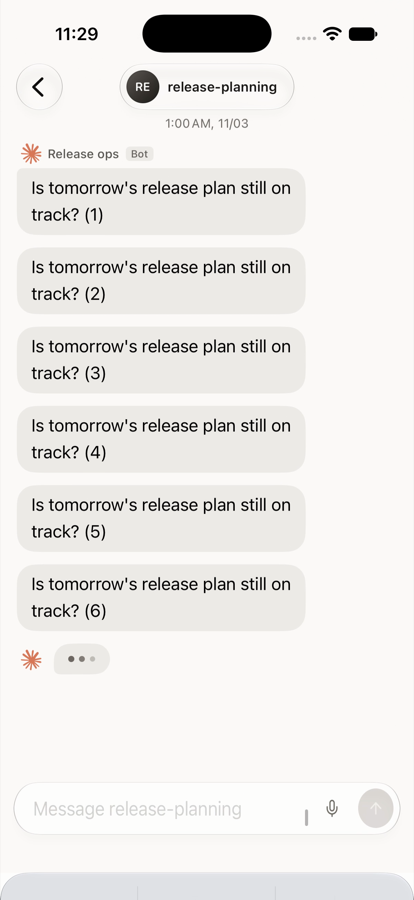 11:29
RE release-planning
1:00 AM, 11/03
Release ops Bot
Is tomorrow's release plan still on
track? (1)
Is tomorrow's release plan still on
track? (2)
Is tomorrow's release plan still on
track? (3)
Is tomorrow's release plan still on
track? (4)
Is tomorrow's release plan still on
track? (5)
Is tomorrow's release plan still on
track? (6)
Message release-planning